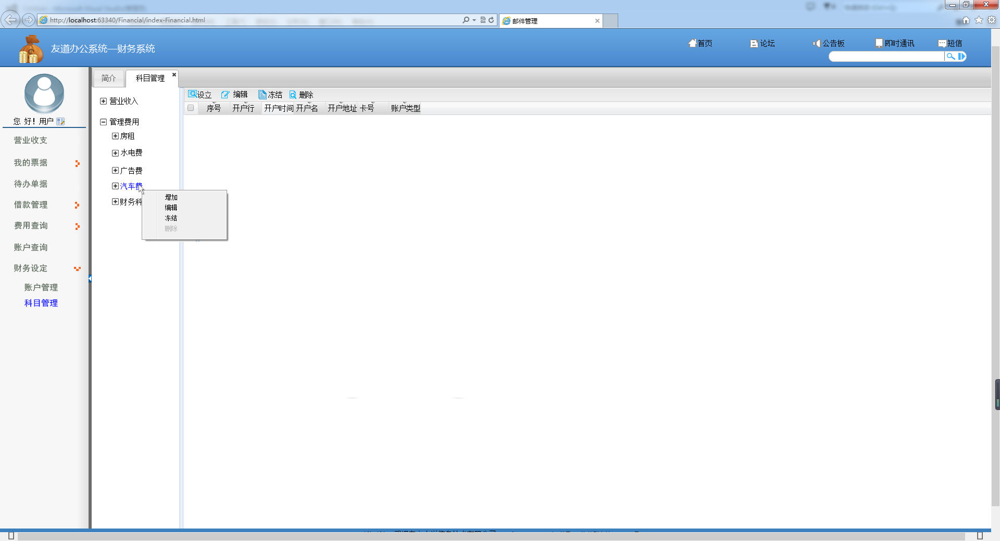 http://localhost:63340/Financial/index-Financial.html
邮件管理
友道办公系统—财务系统
首页
论坛
公告板
即时通讯
短信
您 好！用户
营业收支
我的票据
待办单据
借款管理
费用查询
账户查询
财务设定
账户管理
科目管理
简介
科目管理
营业收入
管理费用
房租
水电费
广告费
汽车费
财务科
增加
编辑
冻结
删除
设立 编辑 冻结 删除
序号 开户行 开户时间 开户名 开户地址 卡号 账户类型